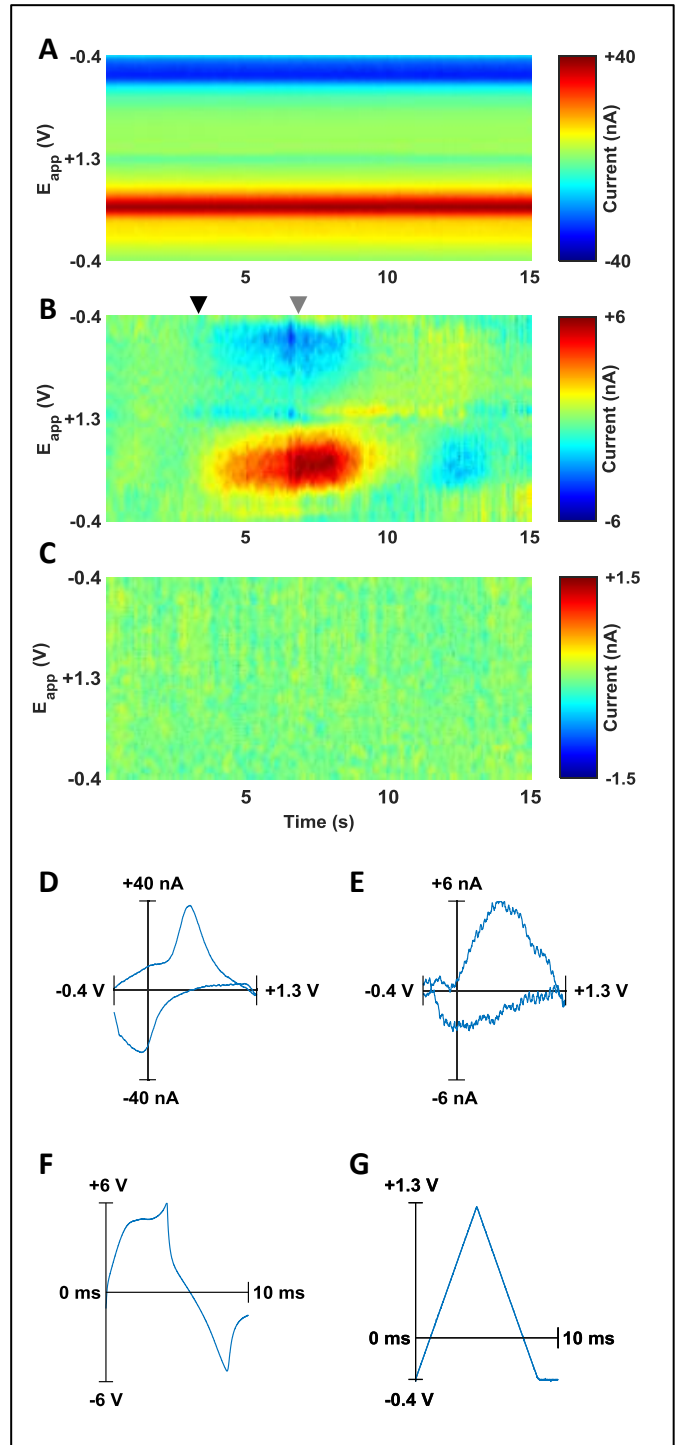 A
-0.4
+1.3
-0.4
E_app (V)
5 10 15
+40
Current (nA)
-40
B
-0.4
+1.3
-0.4
E_app (V)
5 10 15
+6
Current (nA)
-6
C
-0.4
+1.3
-0.4
E_app (V)
5 10 15
Time (s)
+1.5
Current (nA)
-1.5
D
+40 nA
-0.4 V +1.3 V
-40 nA
E
+6 nA
-0.4 V +1.3 V
-6 nA
F
+6 V
0 ms 10 ms
-6 V
G
+1.3 V
0 ms 10 ms
-0.4 V